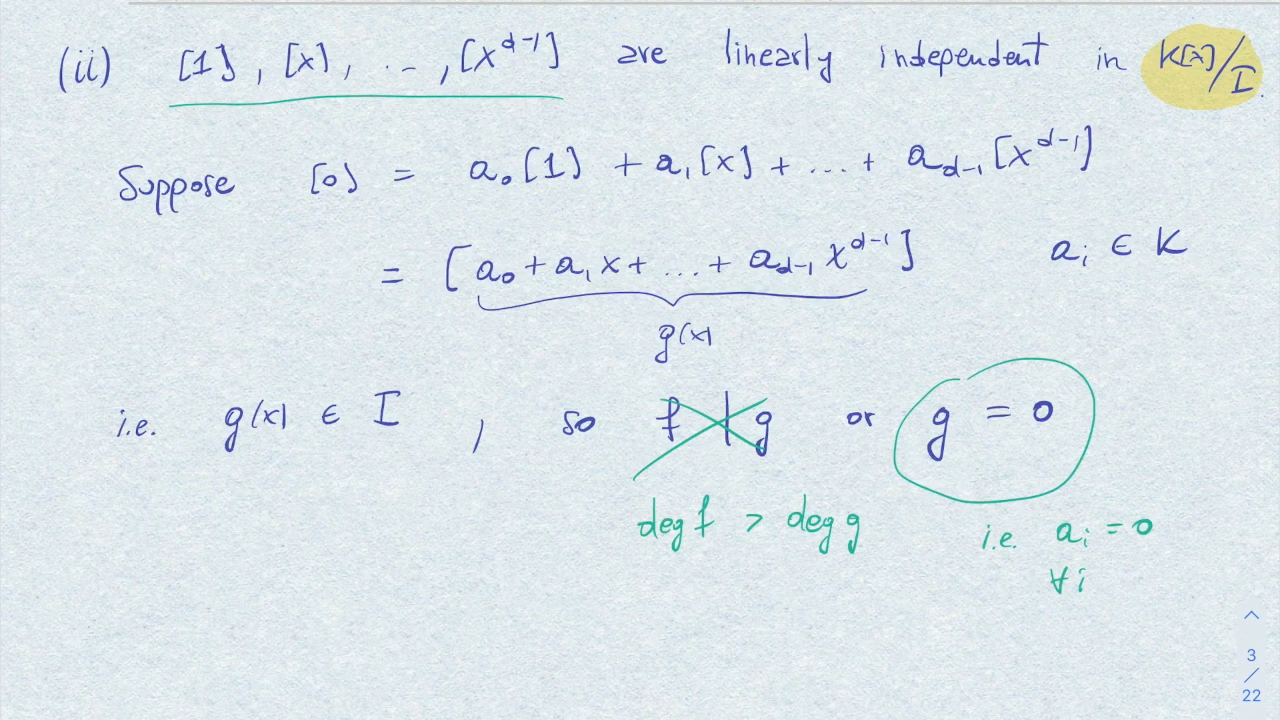 (ii) [1], [x], ..., [x^{d-1}] are linearly independent in K[x]/I.
Suppose [0] = a_0[1] + a_1[x] + ... + a_{d-1}[x^{d-1}]
= [a_0 + a_1 x + ... + a_{d-1} x^{d-1}] a_i ∈ K
g(x)
i.e. g(x) ∈ I, so f | g or g = 0
deg f > deg g i.e. a_i = 0
∀ i
3
/
22